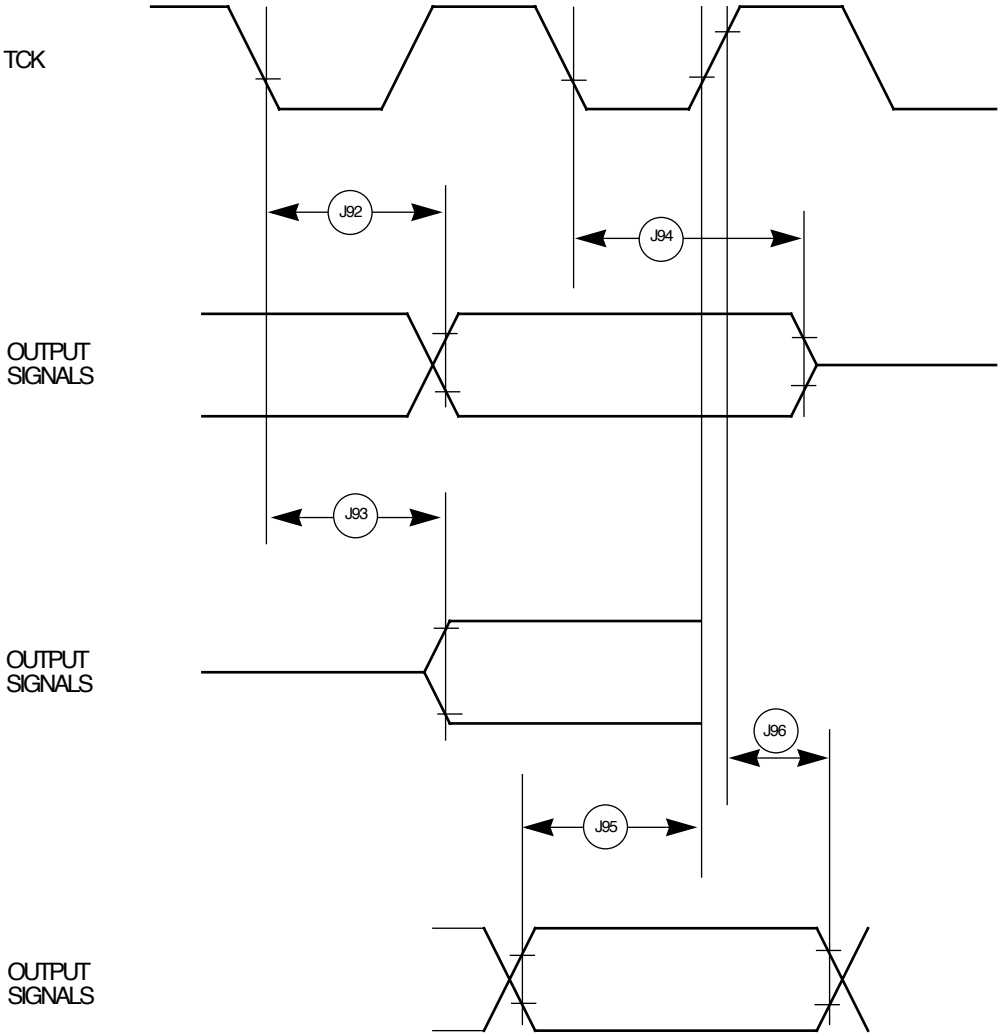 TCK
J92
J94
OUTPUT
SIGNALS
J93
OUTPUT
SIGNALS
J96
J95
OUTPUT
SIGNALS